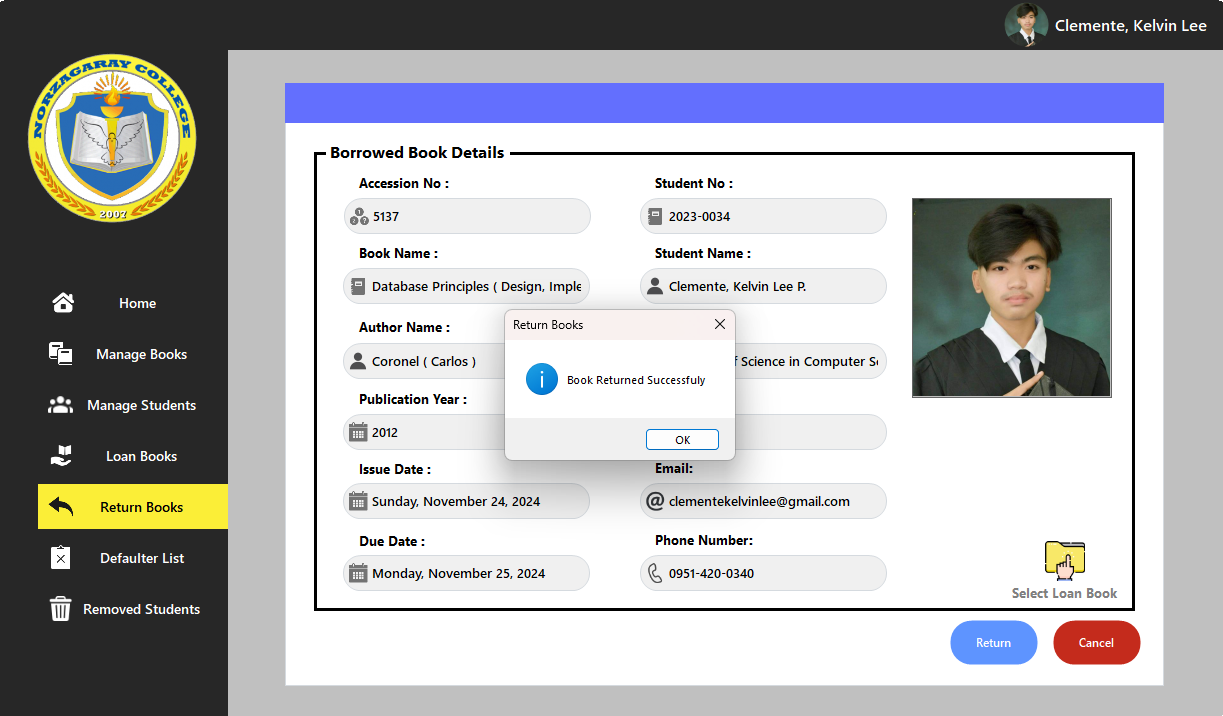 Clemente, Kelvin Lee
NORZAGARAY COLLEGE
2007
Home
Manage Books
Manage Students
Loan Books
Return Books
Defaulter List
Removed Students
Borrowed Book Details
Accession No :
5137
Student No :
2023-0034
Book Name :
Database Principles ( Design, Imple
Student Name :
Clemente, Kelvin Lee P.
Author Name :
Coronel ( Carlos )
f Science in Computer S
Publication Year :
2012
Issue Date :
Sunday, November 24, 2024
Email:
clementekelvinlee@gmail.com
Due Date :
Monday, November 25, 2024
Phone Number:
0951-420-0340
Return Books
Book Returned Successfuly
OK
Select Loan Book
Return
Cancel